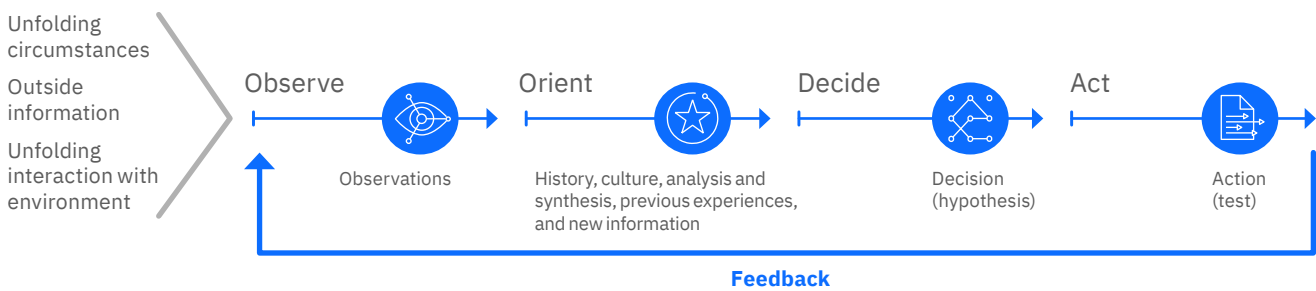 Unfolding
circumstances
Outside
information
Unfolding
interaction with
environment
Observe
Observations
Orient
History, culture, analysis and
synthesis, previous experiences,
and new information
Decide
Decision
(hypothesis)
Act
Action
(test)
Feedback